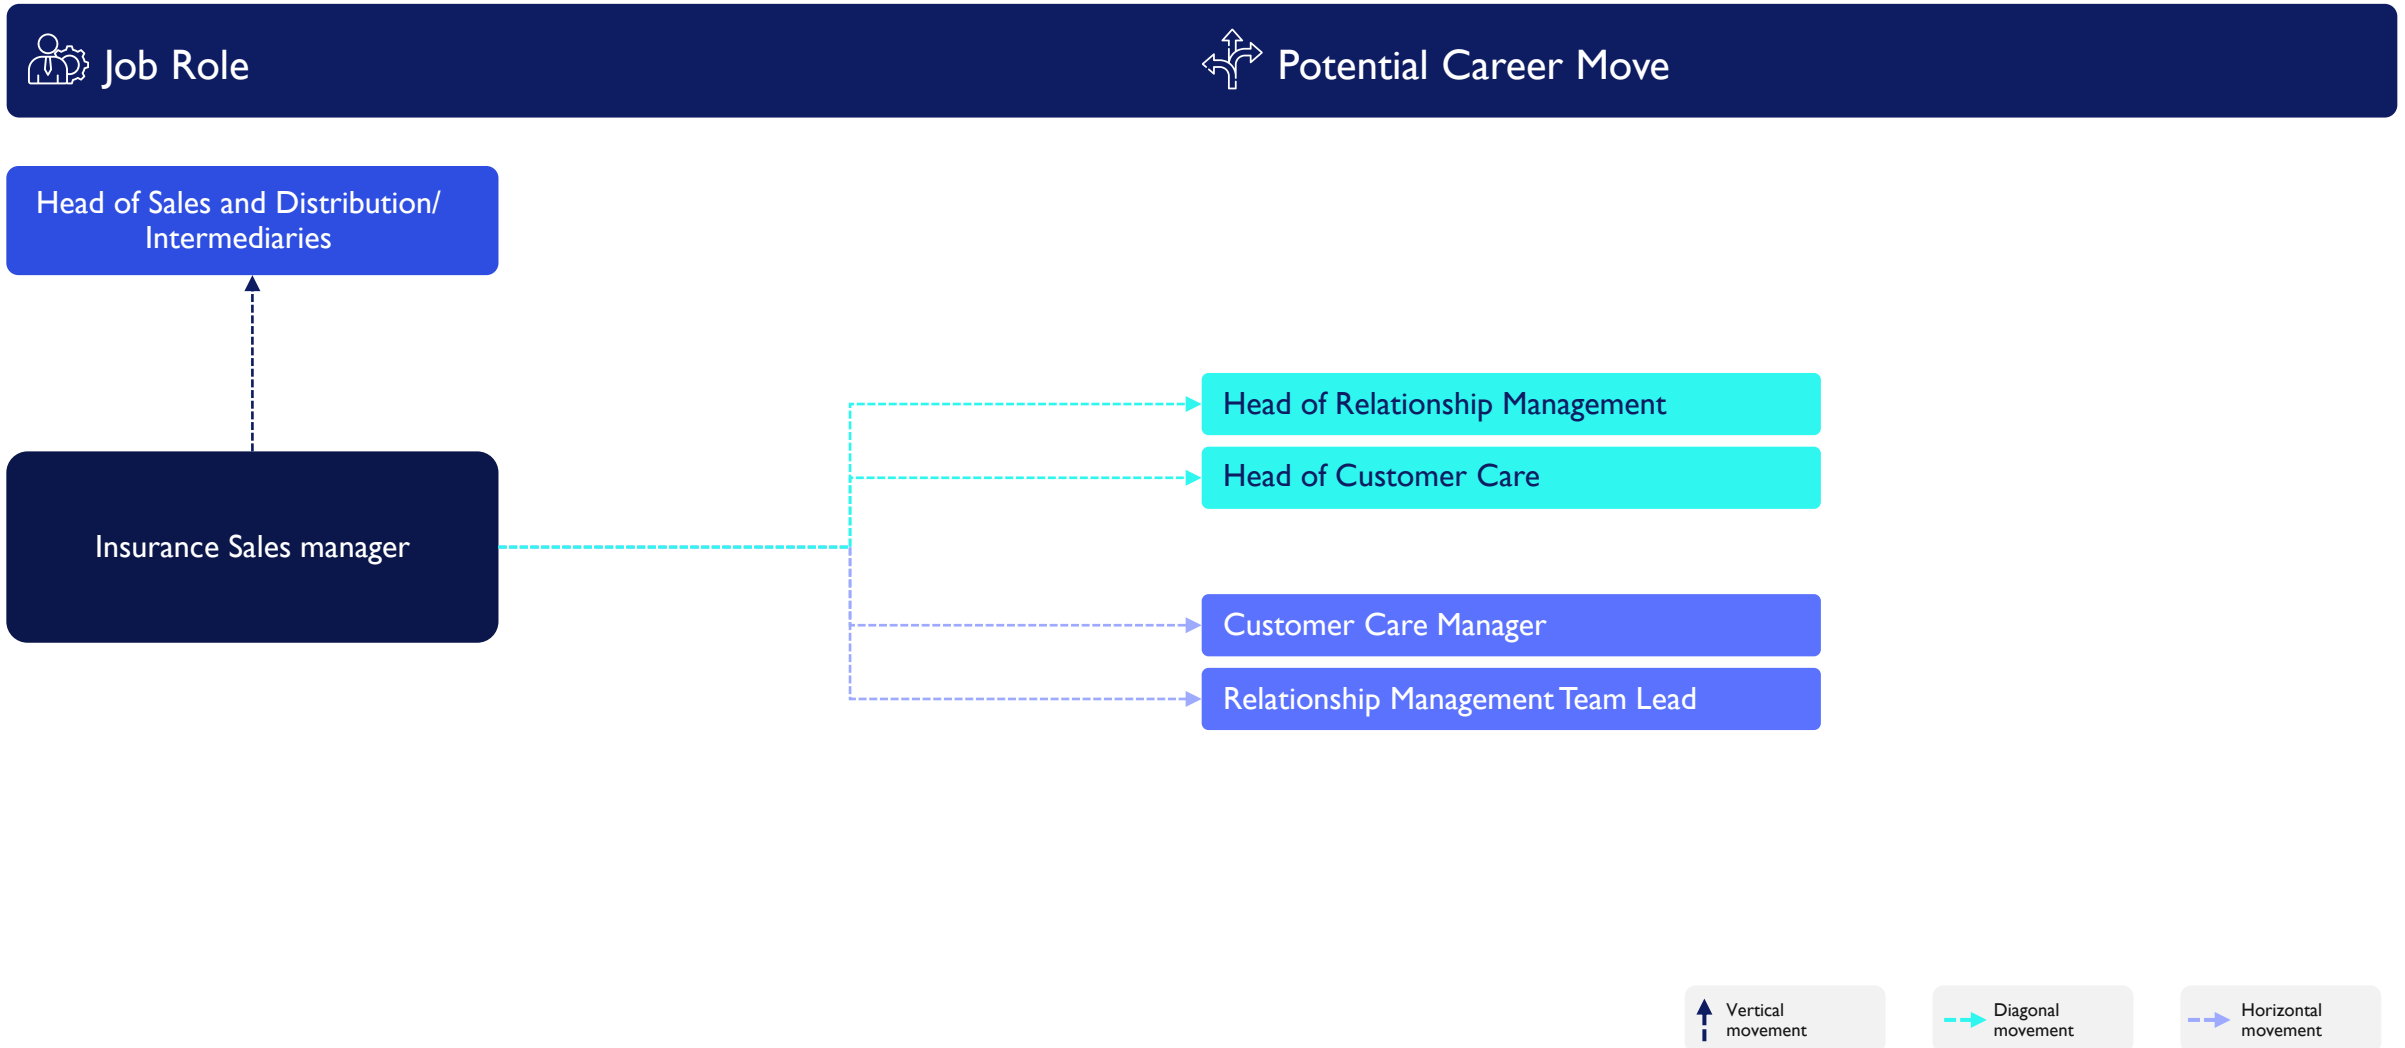 Job Role
Potential Career Move
Head of Sales and Distribution/
Intermediaries
Head of Relationship Management
Head of Customer Care
Insurance Sales manager
Customer Care Manager
Relationship Management Team Lead
Vertical
movement
Diagonal
movement
Horizontal
movement